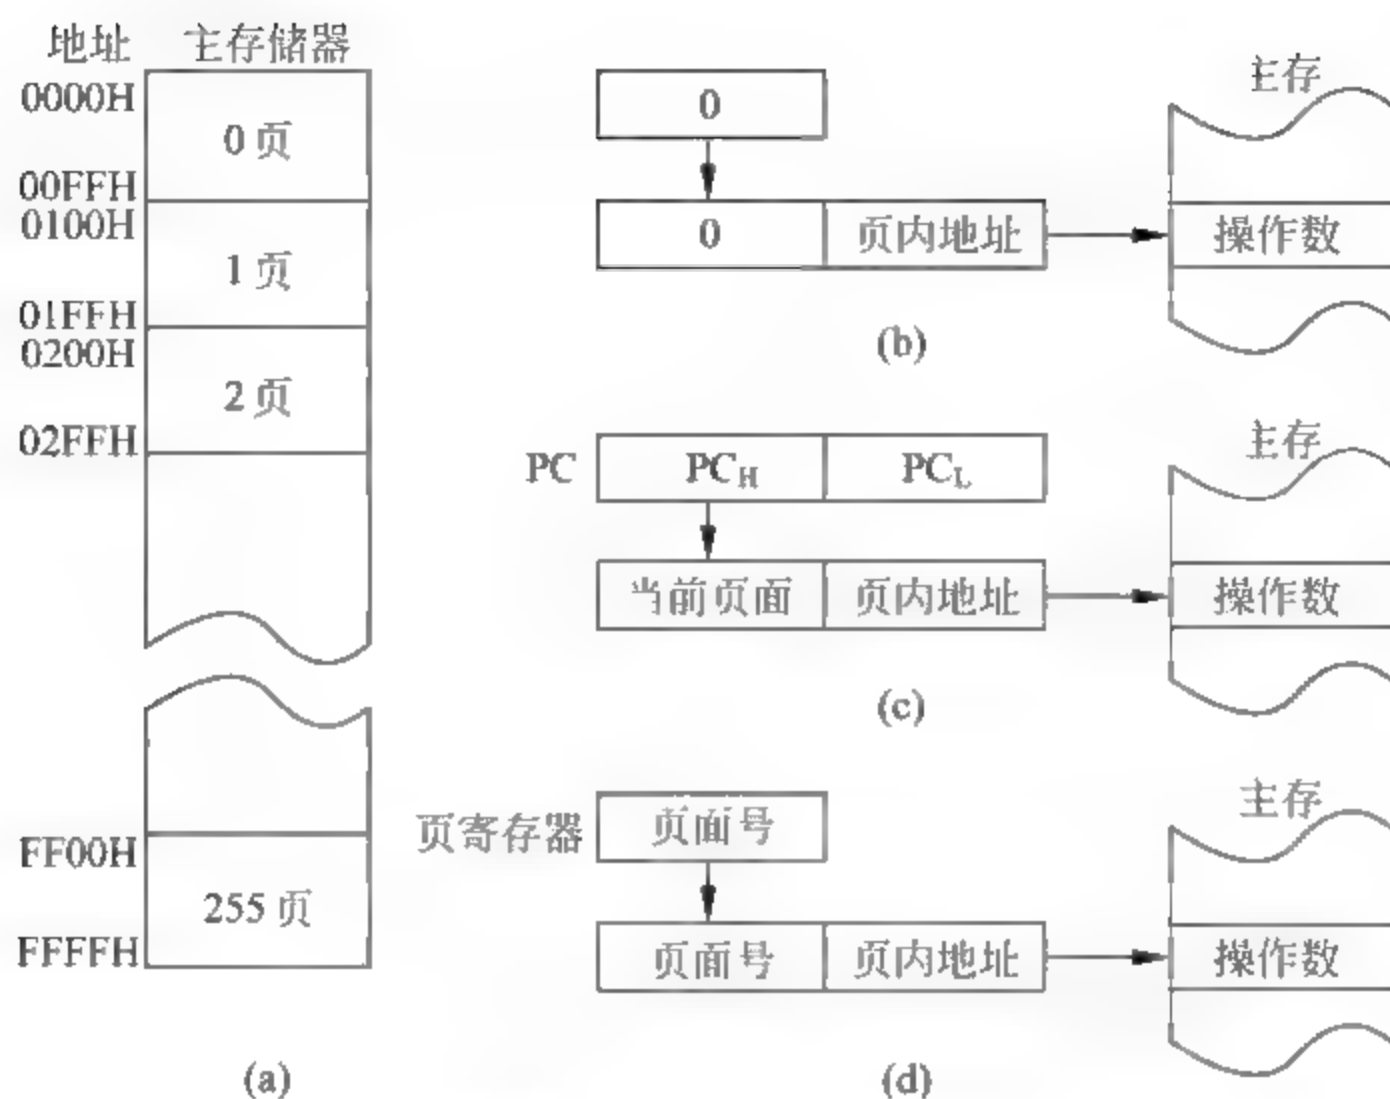 地址 主存储器
0000H
0页
00FFH
0100H
1页
01FFH
0200H
2页
02FFH
FF00H
255页
FFFFH
(a)
0
主存
0 页内地址 操作数
(b)
主存
PC PCH PCL
当前页面 页内地址 操作数
(c)
主存
页寄存器 页面号
页面号 页内地址 操作数
(d)